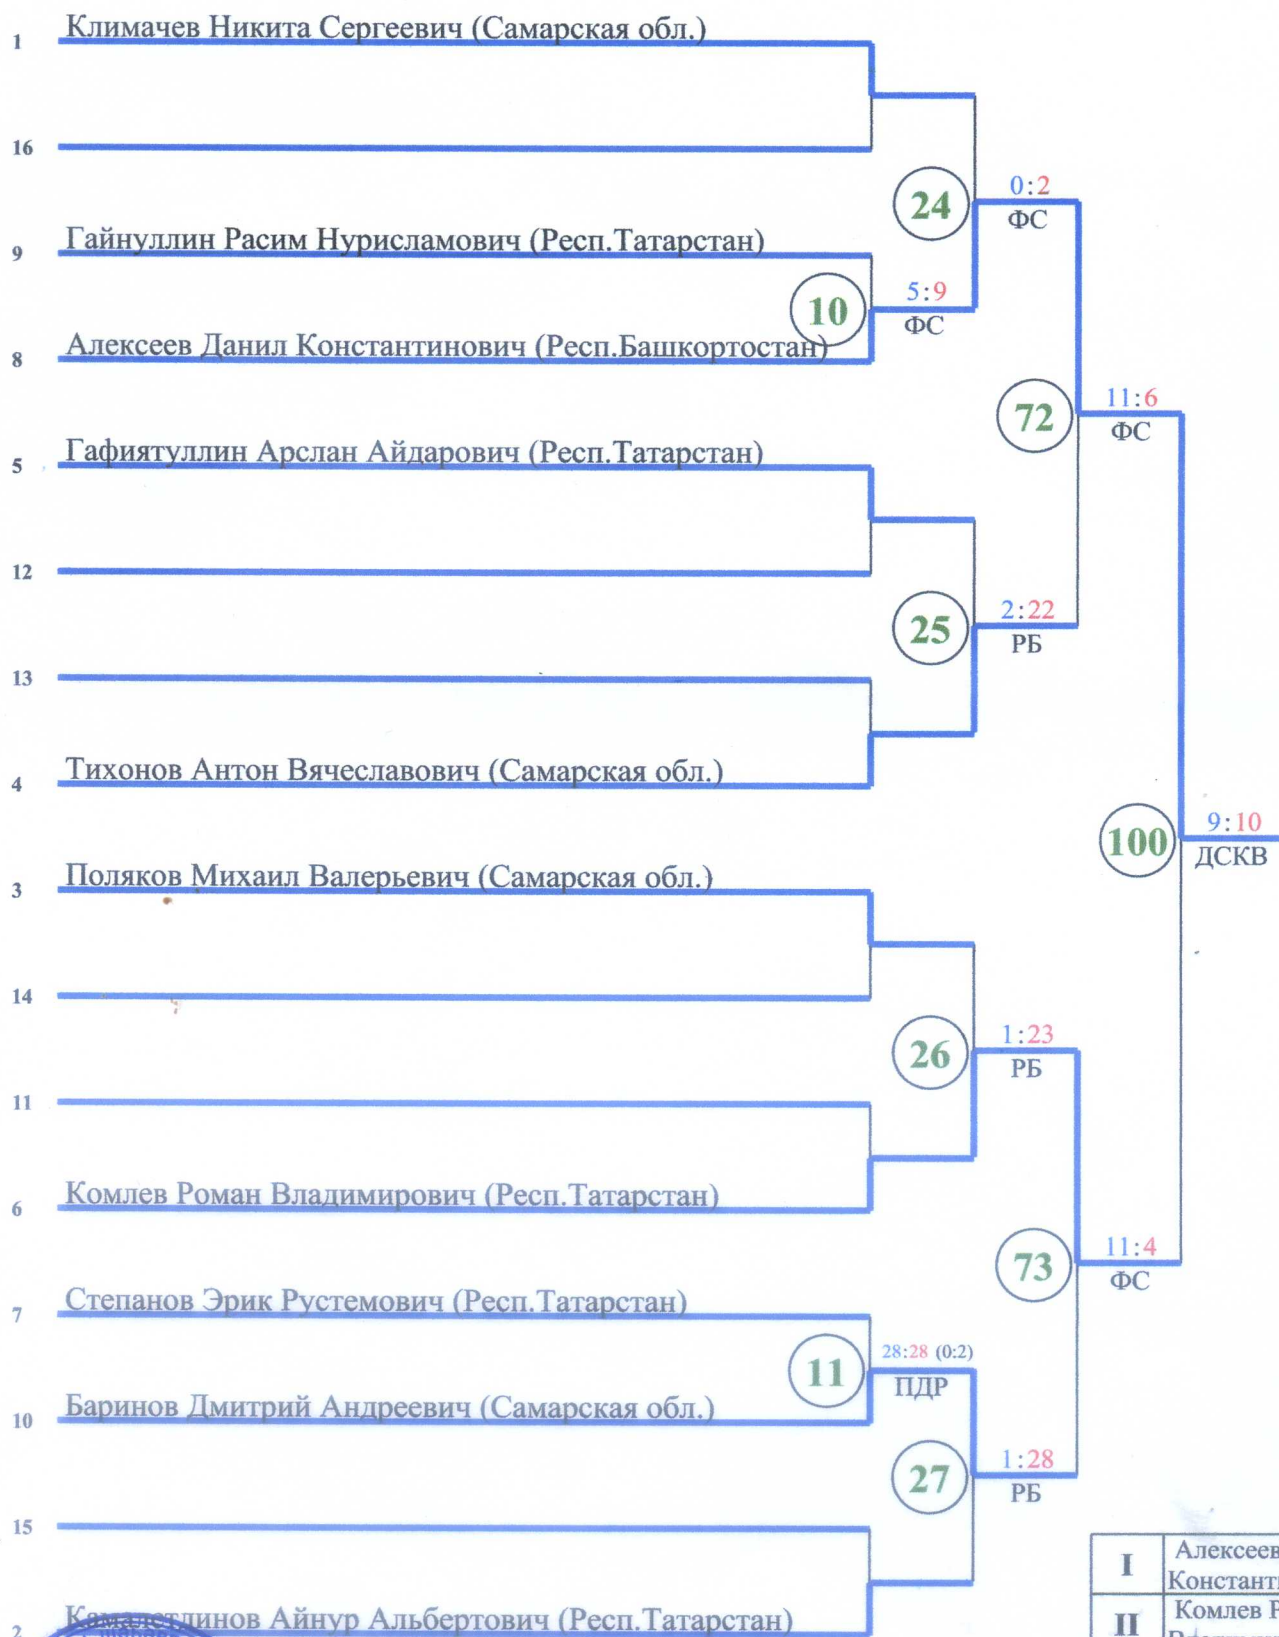 1 Климачев Никита Сергеевич (Самарская обл.)
16
24
0:2
ФС
9 Гайнуллин Расим Нурисламович (Респ.Татарстан)
10
5:9
ФС
8 Алексеев Данил Константинович (Респ.Башкортостан)
72
11:6
ФС
5 Гафиятуллин Арслан Айдарович (Респ.Татарстан)
12
25
2:22
РБ
13
4 Тихонов Антон Вячеславович (Самарская обл.)
100
9:10
ДСКВ
3 Поляков Михаил Валерьевич (Самарская обл.)
14
26
1:23
РБ
11
6 Комлев Роман Владимирович (Респ.Татарстан)
73
11:4
ФС
7 Степанов Эрик Рустемович (Респ.Татарстан)
11
28:28 (0:2)
ПДР
10 Баринов Дмитрий Андреевич (Самарская обл.)
27
1:28
РБ
15
2 Камалетдинов Айнур Альбертович (Респ.Татарстан)
I Алексеев
Констант
II Комлев Р